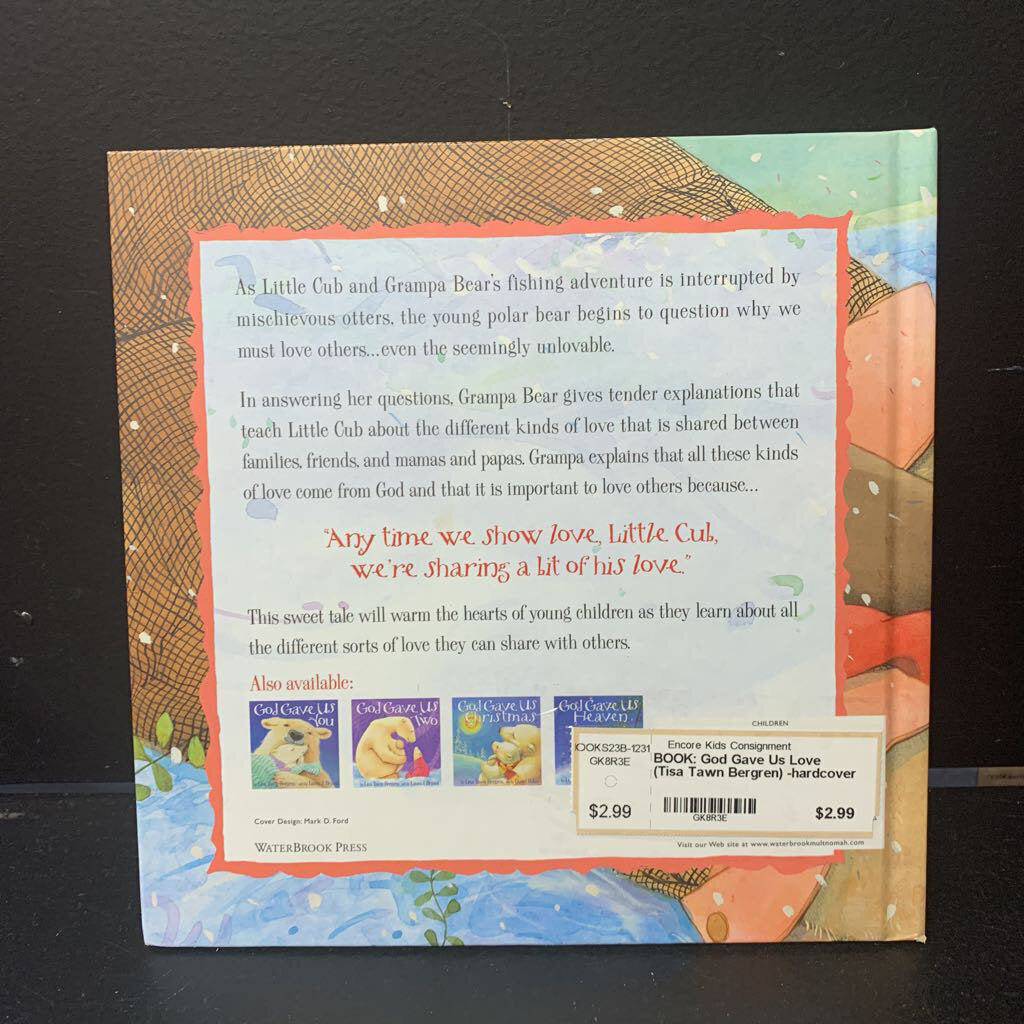 As Little Cub and Grampa Bear's fishing adventure is interrupted by
mischievous otters, the young polar bear begins to question why we
must love others...even the seemingly unlovable.
In answering her questions, Grampa Bear gives tender explanations that
teach Little Cub about the different kinds of love that is shared between
families, friends, and mamas and papas. Grampa explains that all these kinds
of love come from God and that it is important to love others because...
"Any time we show love, Little Cub,
we're sharing a bit of his love."
This sweet tale will warm the hearts of young children as they learn about all
the different sorts of love they can share with others.
Also available:
God Gave Us
You
God Gave Us
Two
God Gave Us
Christmas
God Gave Us
Heaven
CHILDREN
OOKS23B-1231
GK8R3E
$2.99
Encore Kids Consignment
BOOK: God Gave Us Love
(Tisa Tawn Bergren) -hardcover
GK8R3E
$2.99
Cover Design: Mark D. Ford
WATERBROOK PRESS
Visit our Web site at www.waterbrookmultnomah.com